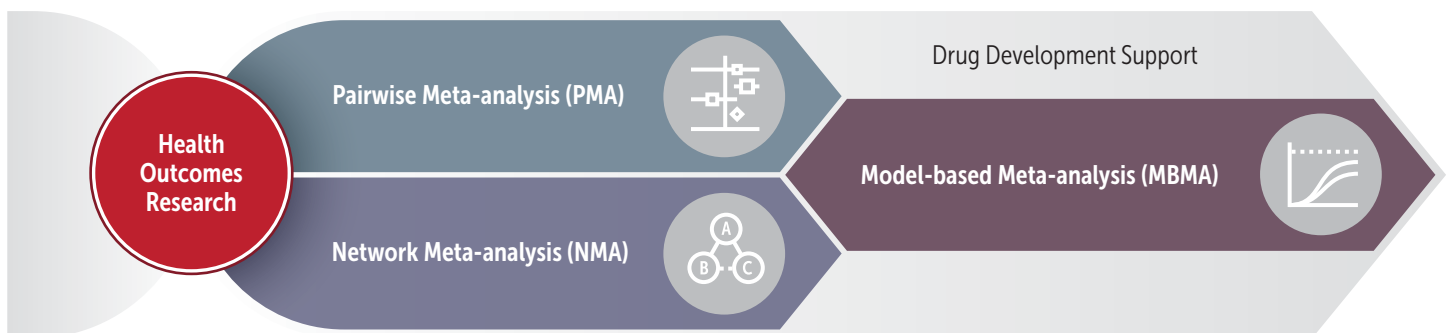 Health
Outcomes
Research
Pairwise Meta-analysis (PMA)
Network Meta-analysis (NMA)
A
B
C
Drug Development Support
Model-based Meta-analysis (MBMA)